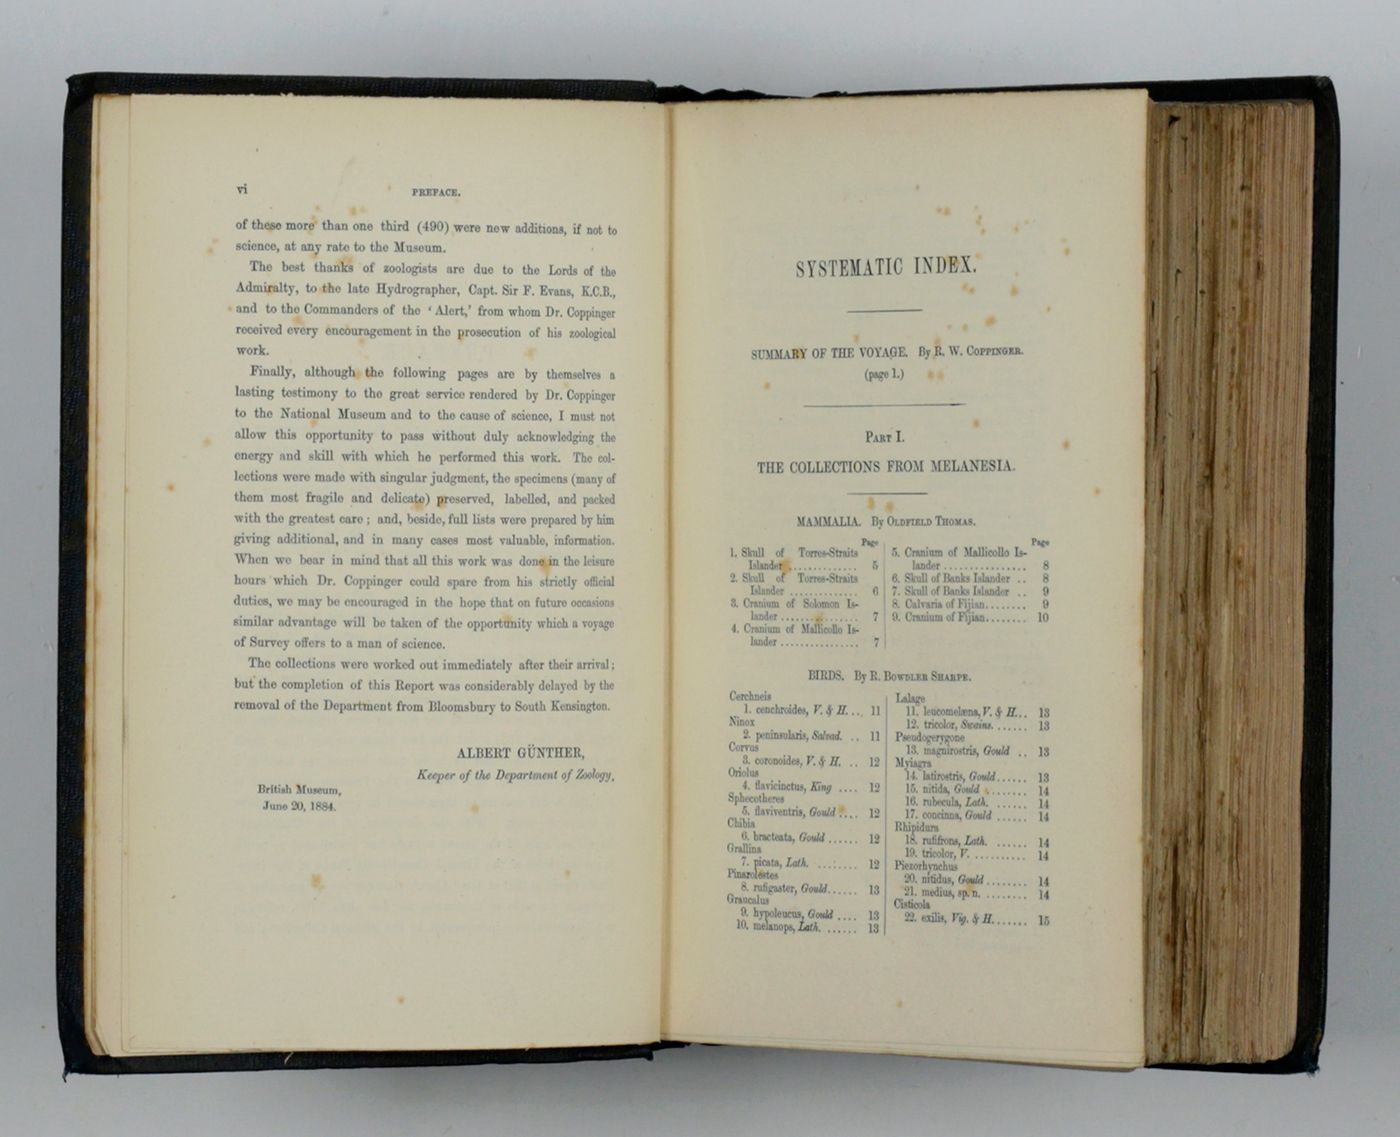 vi PREFACE.
of these more than one third (490) were new additions, if not to
science, at any rate to the Museum.
The best thanks of zoologists are due to the Lords of the
Admiralty, to the late Hydrographer, Capt. Sir F. Evans, K.C.B.,
and to the Commanders of the ‘Alert,’ from whom Dr. Coppinger
received every encouragement in the prosecution of his zoological
work.
Finally, although the following pages are by themselves a
lasting testimony to the great service rendered by Dr. Coppinger
to the National Museum and to the cause of science, I must not
allow this opportunity to pass without duly acknowledging the
energy and skill with which he performed this work. The col-
lections were made with singular judgment, the specimens (many of
them most fragile and delicate) preserved, labelled, and packed
with the greatest care; and, beside, full lists were prepared by him
giving additional, and in many cases most valuable, information.
When we bear in mind that all this work was done in the leisure
hours which Dr. Coppinger could spare from his strictly official
duties, we may be encouraged in the hope that on future occasions
similar advantage will be taken of the opportunity which a voyage
of Survey offers to a man of science.
The collections were worked out immediately after their arrival;
but the completion of this Report was considerably delayed by the
removal of the Department from Bloomsbury to South Kensington.
ALBERT GÜNTHER,
Keeper of the Department of Zoology,
British Museum,
June 20, 1884.
SYSTEMATIC INDEX.
SUMMARY OF THE VOYAGE. By R. W. COPPINGER.
(page 1.)
PART I.
THE COLLECTIONS FROM MELANESIA.
MAMMALIA. By OLDFIELD THOMAS.
Page
1. Skull of Torres-Straits
Islander ............. 5
2. Skull of Torres-Straits
Islander ............. 6
3. Cranium of Solomon Is-
lander ............... 7
4. Cranium of Mallicollo Is-
lander ............... 7
Page
5. Cranium of Mallicollo Is-
lander ............... 8
6. Skull of Banks Islander .. 8
7. Skull of Banks Islander .. 9
8. Calvaria of Fijian........ 9
9. Cranium of Fijian........ 10
BIRDS. By R. BOWDLER SHARPE.
Cerchneis
1. cenchroides, V. & H. .. 11
Ninox
2. peninsularis, Salvad. .. 11
Corvus
3. coronoides, V. & H. .. 12
Oriolus
4. flavicinctus, King .... 12
Sphecotheres
5. flaviventris, Gould .... 12
Chibia
6. bracteata, Gould ...... 12
Grallina
7. picata, Lath. ...... 12
Pinarolestes
8. rufigaster, Gould...... 13
Graucalus
9. hypoleucus, Gould .... 13
10. melanops, Lath. ...... 13
Lalage
11. leucomelæna, V. & H... 13
12. tricolor, Swains. ...... 13
Pseudogerygone
13. magnirostris, Gould .. 13
Myiagra
14. latirostris, Gould...... 13
15. nitida, Gould ........ 14
16. rubecula, Lath. ...... 14
17. concinna, Gould ...... 14
Rhipidura
18. rufifrons, Lath. ...... 14
19. tricolor, V. .......... 14
Piezorhynchus
20. nitidus, Gould ........ 14
21. medius, sp. n. ........ 14
Cisticola
22. exilis, Vig. & H. ...... 15